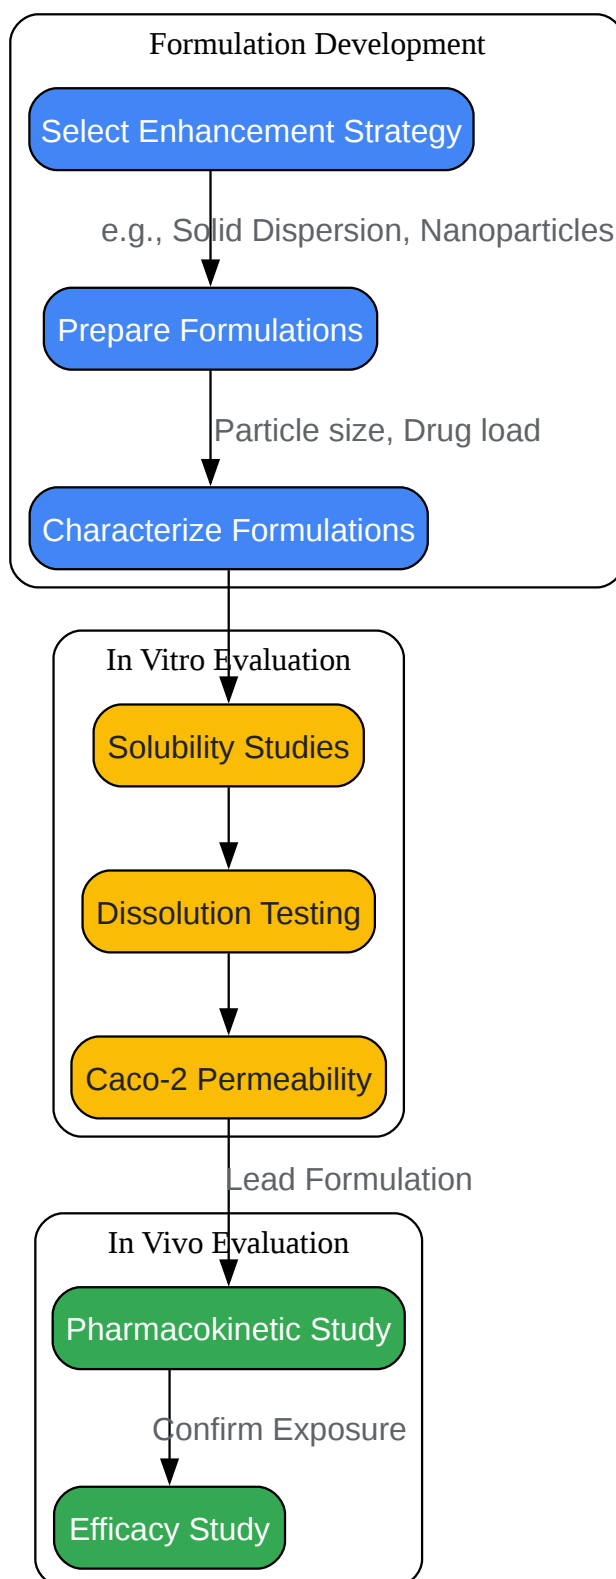 Formulation Development
Select Enhancement Strategy
e.g., Solid Dispersion, Nanoparticles
Prepare Formulations
Particle size, Drug load
Characterize Formulations
In Vitro Evaluation
Solubility Studies
Dissolution Testing
Caco-2 Permeability
Lead Formulation
In Vivo Evaluation
Pharmacokinetic Study
Confirm Exposure
Efficacy Study